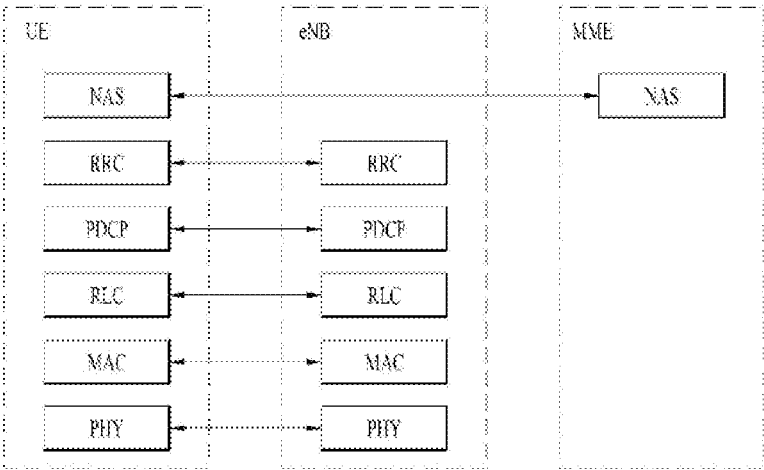 UE eNB MME
NAS NAS
RRC RRC
PDCP PDCP
RLC RLC
MAC MAC
PHY PHY